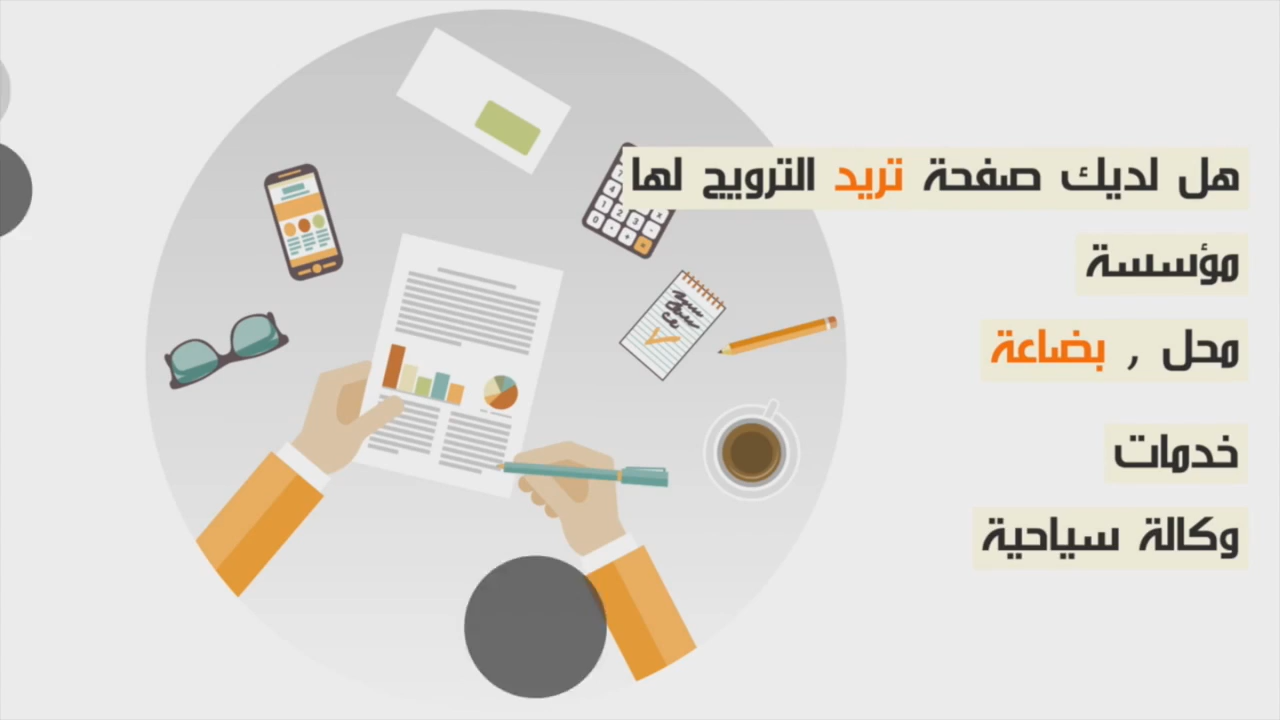 هل لديك صفحة تريد الترويج لها
مؤسسة
محل , بضاعة
خدمات
وكالة سياحية